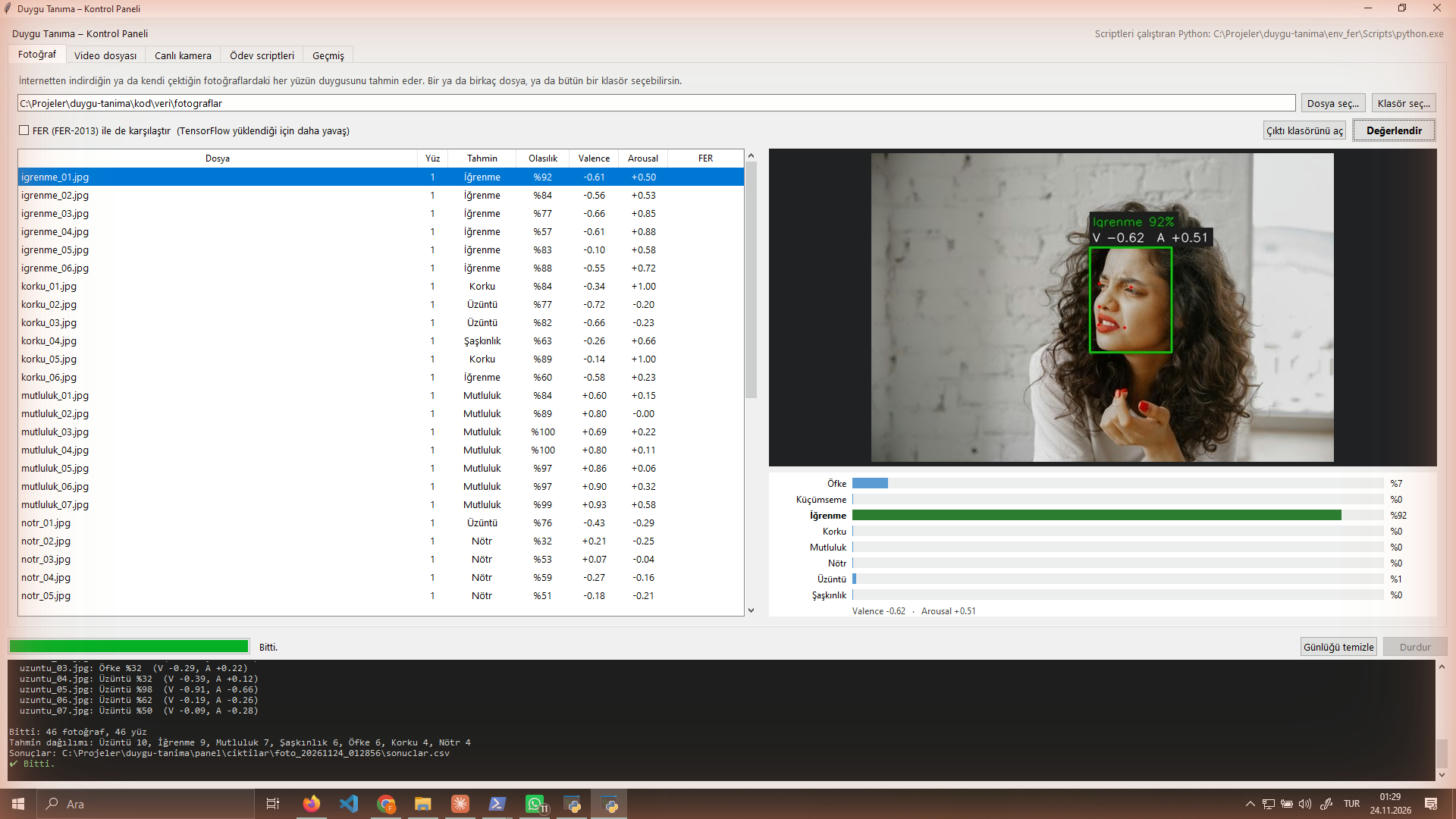 Duygu Tanıma – Kontrol Paneli
Duygu Tanıma – Kontrol Paneli
Scriptleri çalıştıran Python: C:\Projeler\duygu-tanima\env_fer\Scripts\python.exe
Fotoğraf Video dosyası Canlı kamera Ödev scriptleri Geçmiş
İnternetten indirdiğin ya da kendi çektiğin fotoğraflardaki her yüzün duygusunu tahmin eder. Bir ya da birkaç dosya, ya da bütün bir klasör seçebilirsin.
C:\Projeler\duygu-tanima\kod\veri\fotograflar Dosya seç... Klasör seç...
FER (FER-2013) ile de karşılaştır (TensorFlow yüklendiği için daha yavaş) Çıktı klasörünü aç Değerlendir
Dosya Yüz Tahmin Olasılık Valence Arousal FER
igrenme_01.jpg 1 İğrenme %92 -0.61 +0.50
igrenme_02.jpg 1 İğrenme %84 -0.56 +0.53
igrenme_03.jpg 1 İğrenme %77 -0.66 +0.85
igrenme_04.jpg 1 İğrenme %57 -0.61 +0.88
igrenme_05.jpg 1 İğrenme %83 -0.10 +0.58
igrenme_06.jpg 1 İğrenme %88 -0.55 +0.72
korku_01.jpg 1 Korku %84 -0.34 +1.00
korku_02.jpg 1 Üzüntü %77 -0.72 -0.20
korku_03.jpg 1 Üzüntü %82 -0.66 -0.23
korku_04.jpg 1 Şaşkınlık %63 -0.26 +0.66
korku_05.jpg 1 Korku %89 -0.14 +1.00
korku_06.jpg 1 İğrenme %60 -0.58 +0.23
mutluluk_01.jpg 1 Mutluluk %84 +0.60 +0.15
mutluluk_02.jpg 1 Mutluluk %89 +0.80 -0.00
mutluluk_03.jpg 1 Mutluluk %100 +0.69 +0.22
mutluluk_04.jpg 1 Mutluluk %100 +0.80 +0.11
mutluluk_05.jpg 1 Mutluluk %97 +0.86 +0.06
mutluluk_06.jpg 1 Mutluluk %97 +0.90 +0.32
mutluluk_07.jpg 1 Mutluluk %99 +0.93 +0.58
notr_01.jpg 1 Üzüntü %76 -0.43 -0.29
notr_02.jpg 1 Nötr %32 +0.21 -0.25
notr_03.jpg 1 Nötr %53 +0.07 -0.04
notr_04.jpg 1 Nötr %59 -0.27 -0.16
notr_05.jpg 1 Nötr %51 -0.18 -0.21
Igrenme 92%
V -0.62 A +0.51
Öfke %7
Küçümseme %0
İğrenme %92
Korku %0
Mutluluk %0
Nötr %0
Üzüntü %1
Şaşkınlık %0
Valence -0.62 · Arousal +0.51
Bitti. Günlüğü temizle Durdur
uzuntu_03.jpg: Öfke %32 (V -0.29, A +0.22)
uzuntu_04.jpg: Üzüntü %32 (V -0.39, A +0.12)
uzuntu_05.jpg: Üzüntü %98 (V -0.91, A -0.66)
uzuntu_06.jpg: Üzüntü %62 (V -0.19, A -0.26)
uzuntu_07.jpg: Üzüntü %50 (V -0.09, A -0.28)
Bitti: 46 fotoğraf, 46 yüz
Tahmin dağılımı: Üzüntü 10, İğrenme 9, Mutluluk 7, Şaşkınlık 6, Öfke 6, Korku 4, Nötr 4
Sonuçlar: C:\Projeler\duygu-tanima\panel\ciktilar\foto_20261124_012856\sonuclar.csv
✔ Bitti.
Ara
11
TUR
01:29
24.11.2026